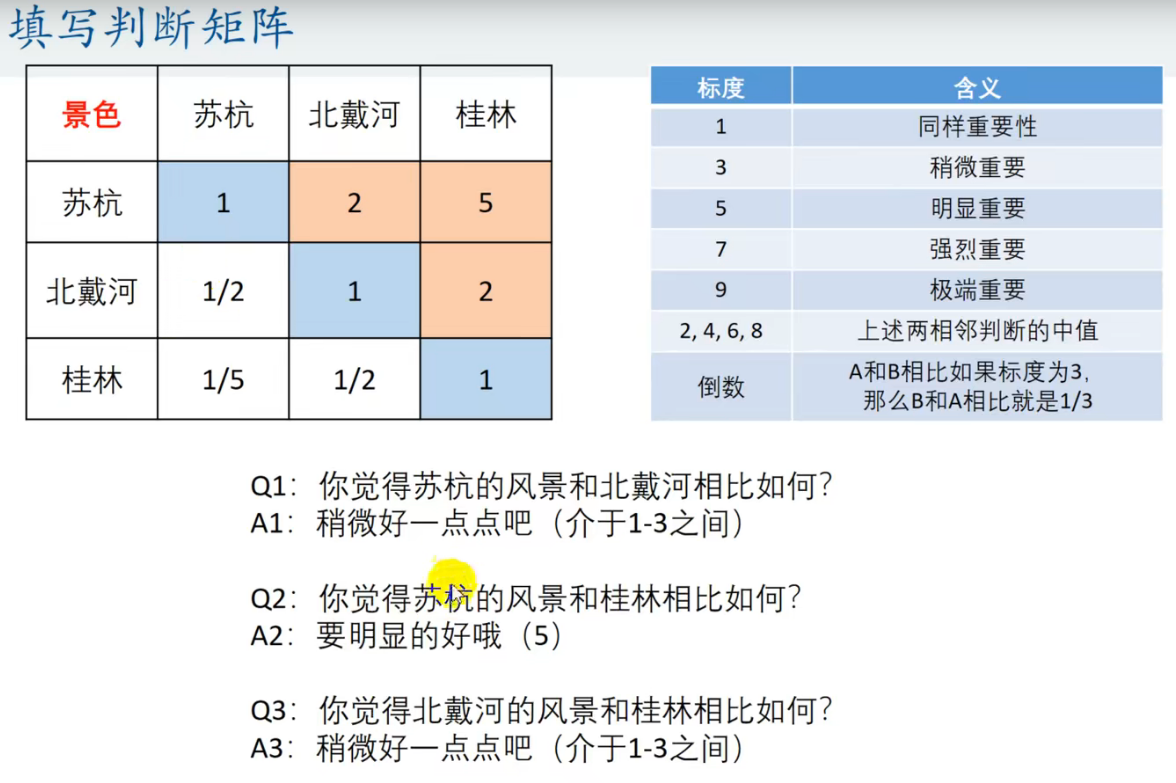 填写判断矩阵
景色 苏杭 北戴河 桂林
苏杭 1 2 5
北戴河 1/2 1 2
桂林 1/5 1/2 1
标度 含义
1 同样重要性
3 稍微重要
5 明显重要
7 强烈重要
9 极端重要
2, 4, 6, 8 上述两相邻判断的中值
倒数 A和B相比如果标度为3,
那么B和A相比就是1/3
Q1: 你觉得苏杭的风景和北戴河相比如何?
A1: 稍微好一点点吧（介于1-3之间）
Q2: 你觉得苏杭的风景和桂林相比如何?
A2: 要明显的好哦（5）
Q3: 你觉得北戴河的风景和桂林相比如何?
A3: 稍微好一点点吧（介于1-3之间）